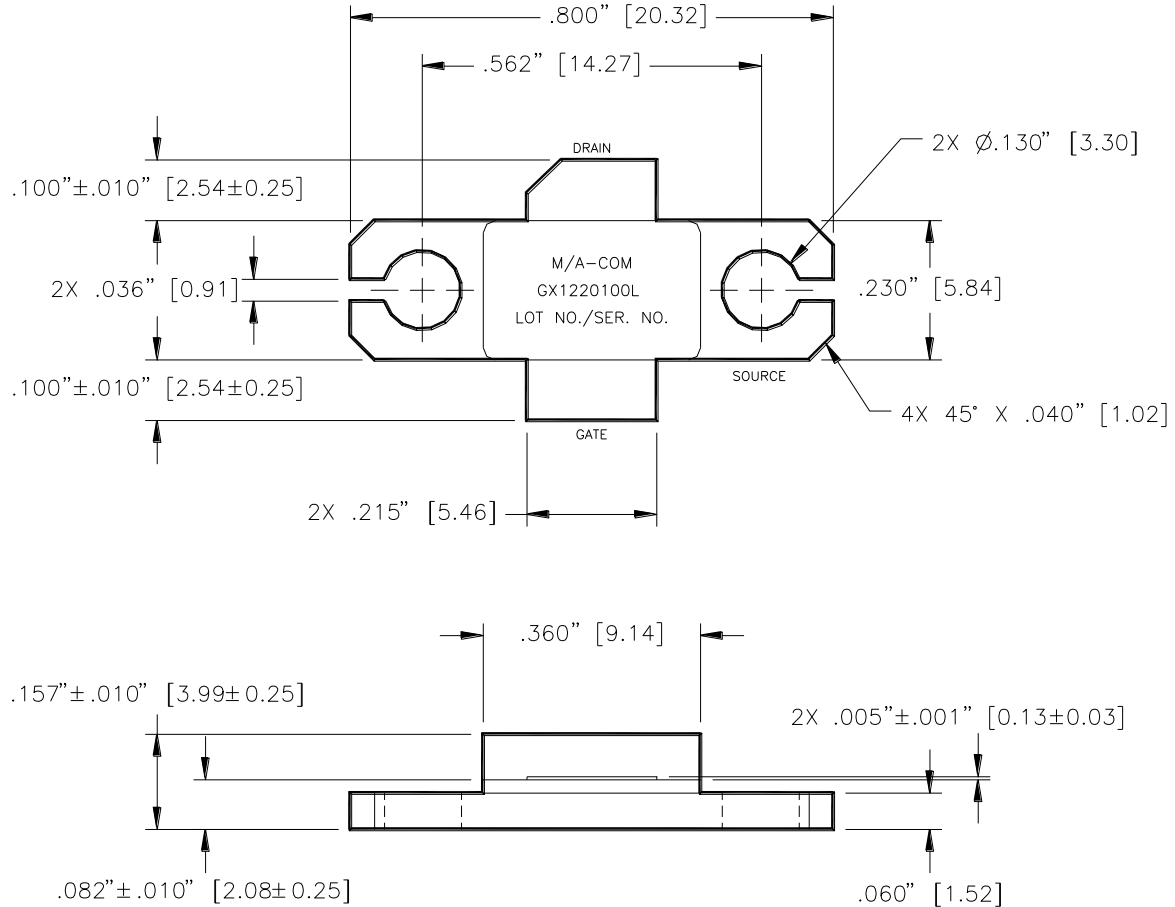 .800” [20.32]
.562” [14.27]
DRAIN
2X Ø.130” [3.30]
.100”±.010” [2.54±0.25]
M/A-COM
2X .036” [0.91]
GX1220100L
.230” [5.84]
LOT NO./SER. NO.
.100”±.010” [2.54±0.25]
SOURCE
4X 45° X .040” [1.02]
GATE
2X .215” [5.46]
.360” [9.14]
.157”±.010” [3.99±0.25]
2X .005”±.001” [0.13±0.03]
.082”±.010” [2.08±0.25]
.060” [1.52]